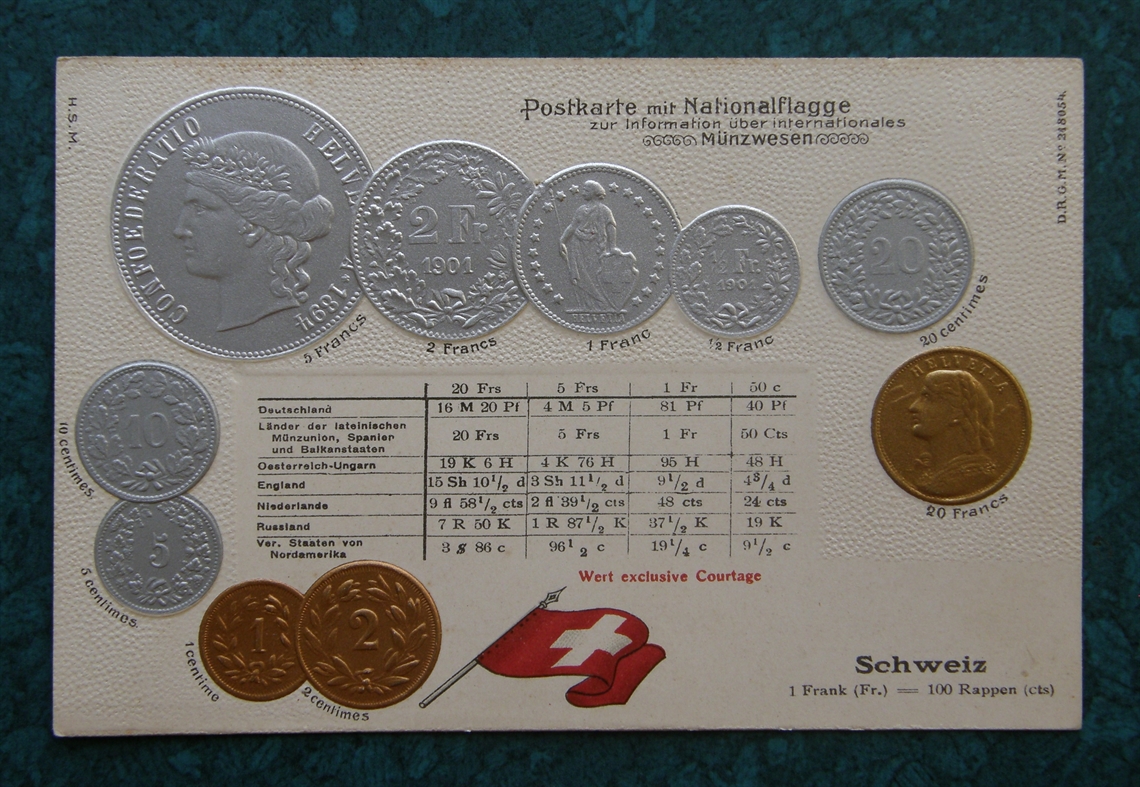 H.S.M.
Postkarte mit Nationalflagge
zur Information über internationales
Münzwesen
D.R.G.M. Nº 218054.
CONFOEDERATIO HELVE
1894
5 Francs
2 Fr.
1901
2 Francs
HELVETIA
1 Franc
½ Fr.
1901
½ Franc
20
20 centimes
HELVETIA
20 Francs
10
10 centimes.
5
5 centimes.
1
1 centime
2
2 centimes
20 Frs 5 Frs 1 Fr 50 c
Deutschland 16 M 20 Pf 4 M 5 Pf 81 Pf 40 Pf
Länder der lateinischen
Münzunion, Spanier 20 Frs 5 Frs 1 Fr 50 Cts
und Balkanstaaten
Oesterreich-Ungarn 19 K 6 H 4 K 76 H 95 H 48 H
England 15 Sh 10½ d 3 Sh 11½ d 9½ d 4¾ d
Niederlande 9 fl 58½ cts 2 fl 39½ cts 48 cts 24 cts
Russland 7 R 50 K 1 R 87½ K 37½ K 19 K
Ver. Staaten von
Nordamerika 3 $ 86 c 96½ c 19¼ c 9½ c
Wert exclusive Courtage
Schweiz
1 Frank (Fr.) = 100 Rappen (cts)